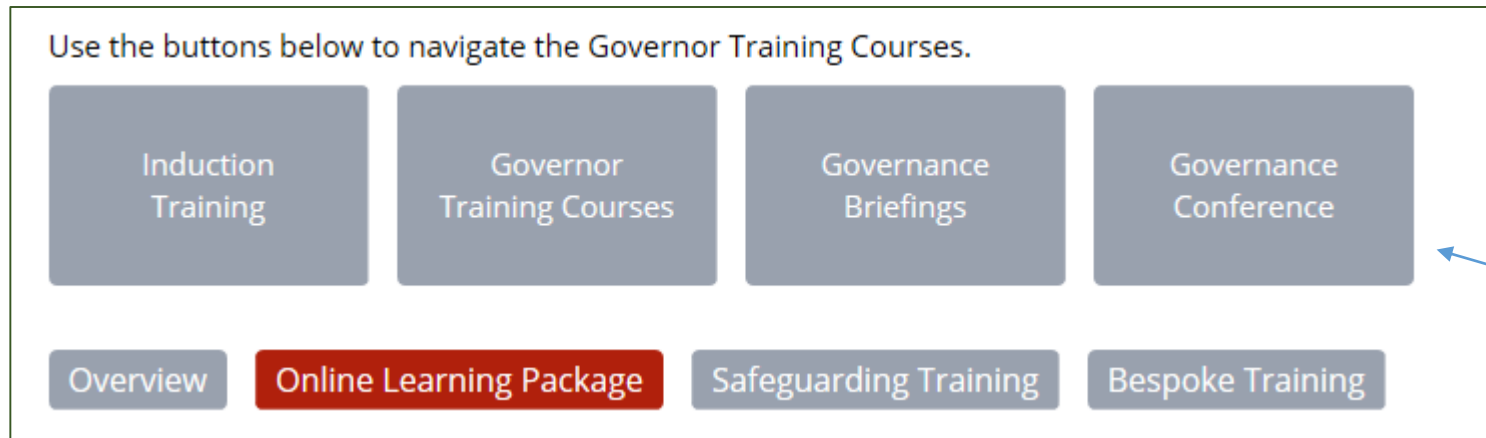 Use the buttons below to navigate the Governor Training Courses.
Induction
Training
Governor
Training Courses
Governance
Briefings
Governance
Conference
Overview
Online Learning Package
Safeguarding Training
Bespoke Training